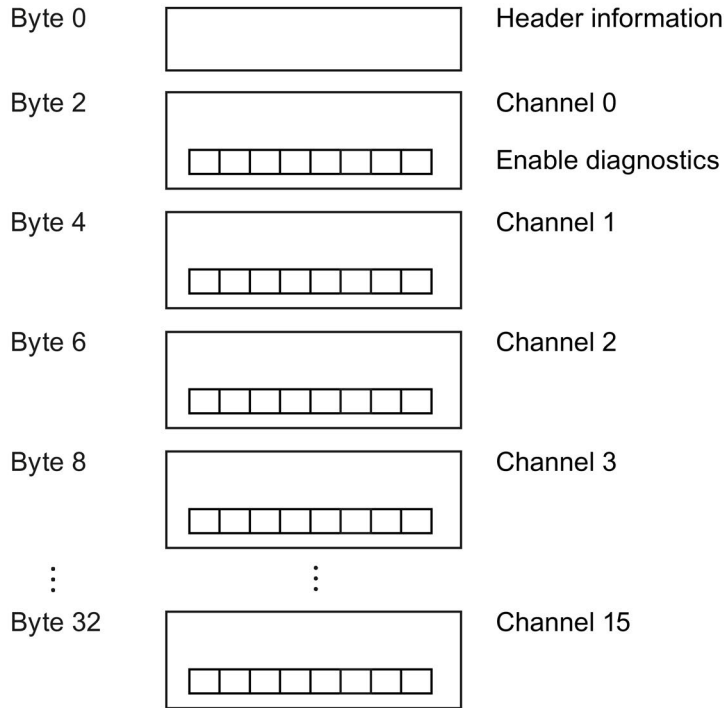 Byte 0 Header information
Byte 2 Channel 0
Enable diagnostics
Byte 4 Channel 1
Byte 6 Channel 2
Byte 8 Channel 3
⋮ ⋮
Byte 32 Channel 15